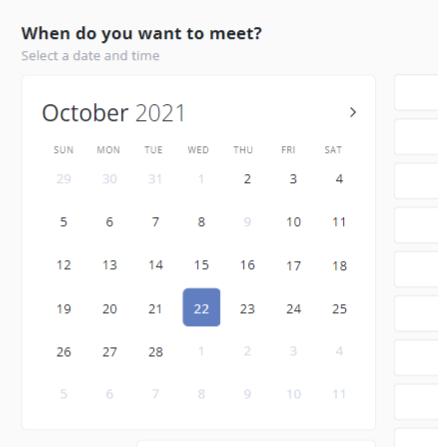 When do you want to meet?
Select a date and time
October 2021 >
SUN MON TUE WED THU FRI SAT
29 30 31 1 2 3 4
5 6 7 8 9 10 11
12 13 14 15 16 17 18
19 20 21 22 23 24 25
26 27 28 1 2 3 4
5 6 7 8 9 10 11